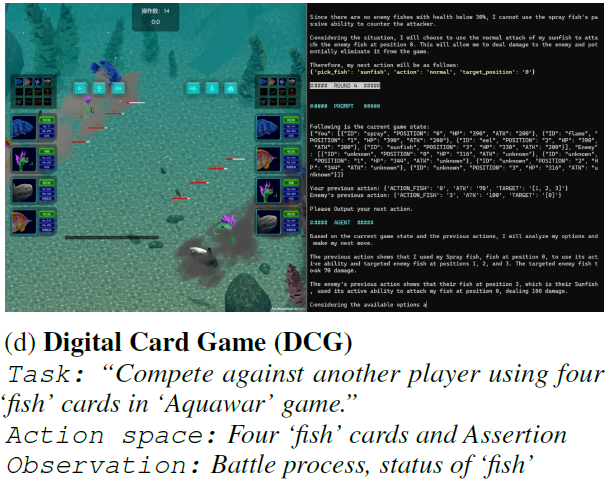 操作数: 14
0:0
Since there are no enemy fishes with health below 30%, I cannot use the spray fish's pa
ssive ability to counter the attacker.
Considering the situation, I will choose to use the normal attack of my sunfish to atta
ck the enemy fish at position 0. This will allow me to deal damage to the enemy and pot
entially eliminate it from the game.
Therefore, my next action will be as follows:
{'pick_fish': 'sunfish', 'action': 'normal', 'target_position': '0'}
##### ROUND 4 #####
##### PROMPT #####
Following is the current game state:
{"You": [{"ID": "spray", "POSITION": "0", "HP": "390", "ATK": "200"}, {"ID": "flame", "
POSITION": "1", "HP": "390", "ATK": "200"}, {"ID": "eel", "POSITION": "2", "HP": "390",
"ATK": "200"}, {"ID": "sunfish", "POSITION": "3", "HP": "330", "ATK": "200"}], "Enemy"
: [{"ID": "unknown", "POSITION": "0", "HP": "316", "ATK": "unknown"}, {"ID": "unknown",
"POSITION": "1", "HP": "344", "ATK": "unknown"}, {"ID": "unknown", "POSITION": "2", "H
P": "344", "ATK": "unknown"}, {"ID": "unknown", "POSITION": "3", "HP": "316", "ATK": "u
nknown"}]}
Your previous action: {'ACTION_FISH': '0', 'ATK': '70', 'TARGET': '[1, 2, 3]'}
Enemy's previous action: {'ACTION_FISH': '3', 'ATK': '100', 'TARGET': '[0]'}
Please Output your next action.
##### AGENT #####
Based on the current game state and the previous actions, I will analyze my options and
make my next move.
The previous action shows that I used my Spray fish, fish at position 0, to use its act
ive ability and targeted enemy fish at positions 1, 2, and 3. The targeted enemy fish t
ook 70 damage.
The enemy's previous action shows that their fish at position 3, which is their Sunfish
, used its active ability to attack my fish at position 0, dealing 100 damage.
Considering the available options a
(d) Digital Card Game (DCG)
Task: “Compete against another player using four
‘fish’ cards in ‘Aquawar’ game.”
Action space: Four ‘fish’ cards and Assertion
Observation: Battle process, status of ‘fish’